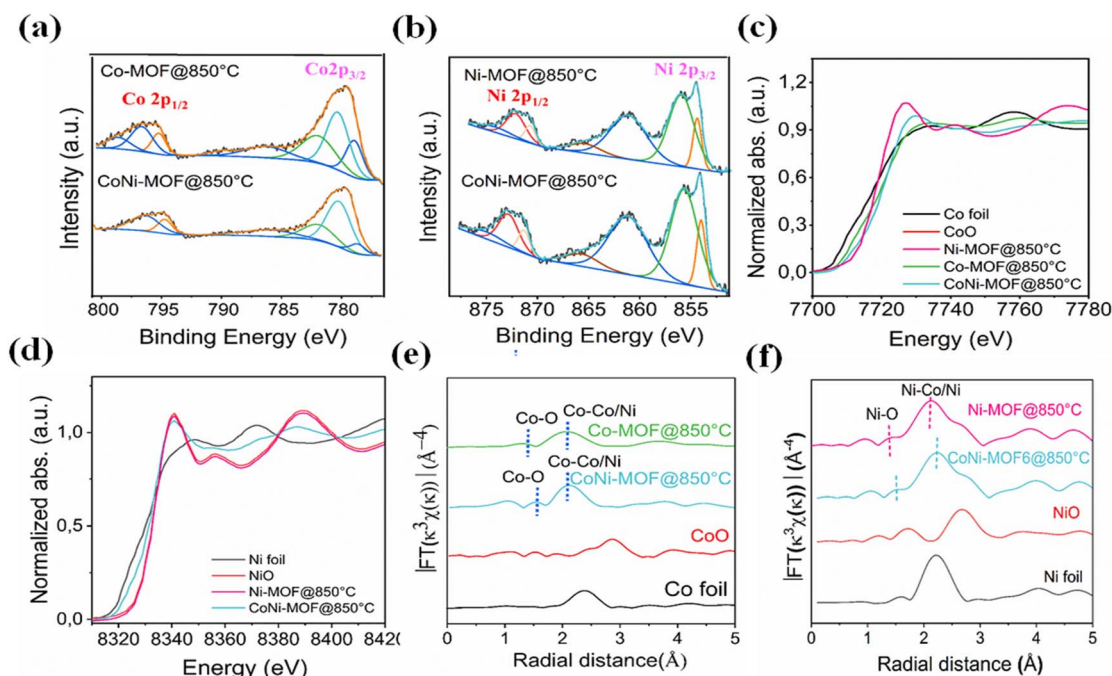 (a)
Co-MOF@850°C
Co2p3/2
Co 2p1/2
CoNi-MOF@850°C
Intensity (a.u.)
800 795 790 785 780
Binding Energy (eV)
(b)
Ni-MOF@850°C
Ni 2p3/2
Ni 2p1/2
CoNi-MOF@850°C
Intensity (a.u.)
875 870 865 860 855
Binding Energy (eV)
(c)
Normalized abs. (a.u.)
1,2
0,9
0,6
0,3
0,0
Co foil
CoO
Ni-MOF@850°C
Co-MOF@850°C
CoNi-MOF@850°C
7700 7720 7740 7760 7780
Energy (eV)
(d)
Normalized abs. (a.u.)
1,0
0,5
0,0
Ni foil
NiO
Ni-MOF@850°C
CoNi-MOF@850°C
8320 8340 8360 8380 8400 8420
Energy (eV)
(e)
|FT(κ³χ(κ))| (Å⁻⁴)
Co-O
Co-Co/Ni
Co-MOF@850°C
Co-Co/Ni
Co-O
CoNi-MOF@850°C
CoO
Co foil
0 1 2 3 4 5
Radial distance(Å)
(f)
|FT(κ³χ(κ))| (Å⁻⁴)
Ni-Co/Ni
Ni-O
Ni-MOF@850°C
CoNi-MOF6@850°C
NiO
Ni foil
0 1 2 3 4 5
Radial distance (Å)